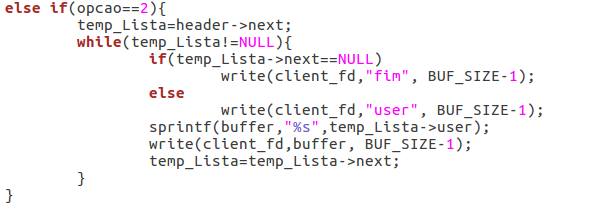 else if(opcao==2){
        temp_Lista=header->next;
        while(temp_Lista!=NULL){
                if(temp_Lista->next==NULL)
                        write(client_fd,"fim", BUF_SIZE-1);
                else
                        write(client_fd,"user", BUF_SIZE-1);
                sprintf(buffer,"%s",temp_Lista->user);
                write(client_fd,buffer, BUF_SIZE-1);
                temp_Lista=temp_Lista->next;
        }
}